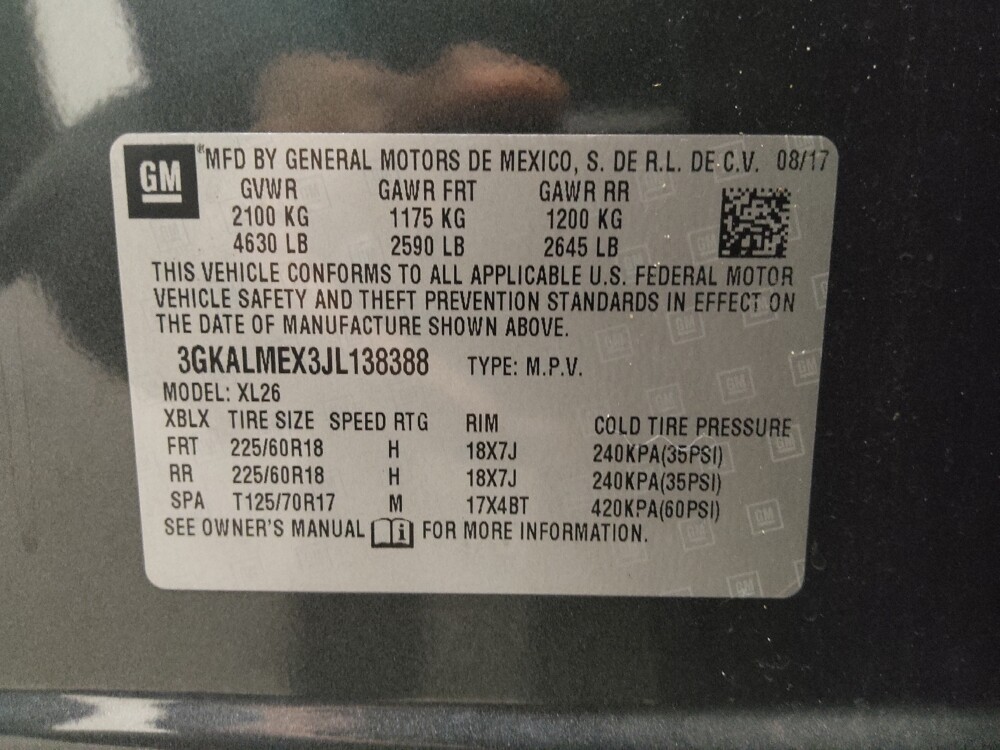 GM ®MFD BY GENERAL MOTORS DE MEXICO, S. DE R.L. DE C.V. 08/17
GVWR GAWR FRT GAWR RR
2100 KG 1175 KG 1200 KG
4630 LB 2590 LB 2645 LB
THIS VEHICLE CONFORMS TO ALL APPLICABLE U.S. FEDERAL MOTOR
VEHICLE SAFETY AND THEFT PREVENTION STANDARDS IN EFFECT ON
THE DATE OF MANUFACTURE SHOWN ABOVE.
3GKALMEX3JL138388 TYPE: M.P.V.
MODEL: XL26
XBLX TIRE SIZE SPEED RTG RIM COLD TIRE PRESSURE
FRT 225/60R18 H 18X7J 240KPA(35PSI)
RR 225/60R18 H 18X7J 240KPA(35PSI)
SPA T125/70R17 M 17X4BT 420KPA(60PSI)
SEE OWNER'S MANUAL i FOR MORE INFORMATION.